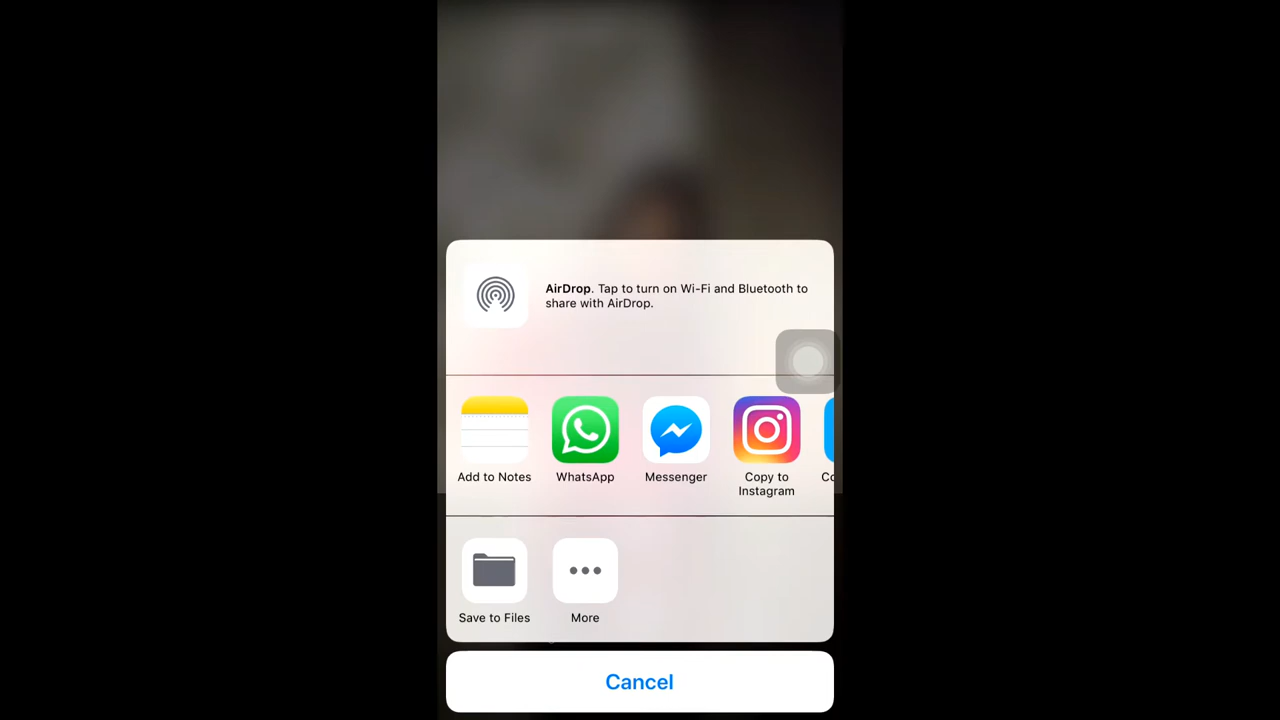 AirDrop. Tap to turn on Wi-Fi and Bluetooth to
share with AirDrop.
Add to Notes
WhatsApp
Messenger
Copy to
Instagram
Co
Save to Files
More
Cancel